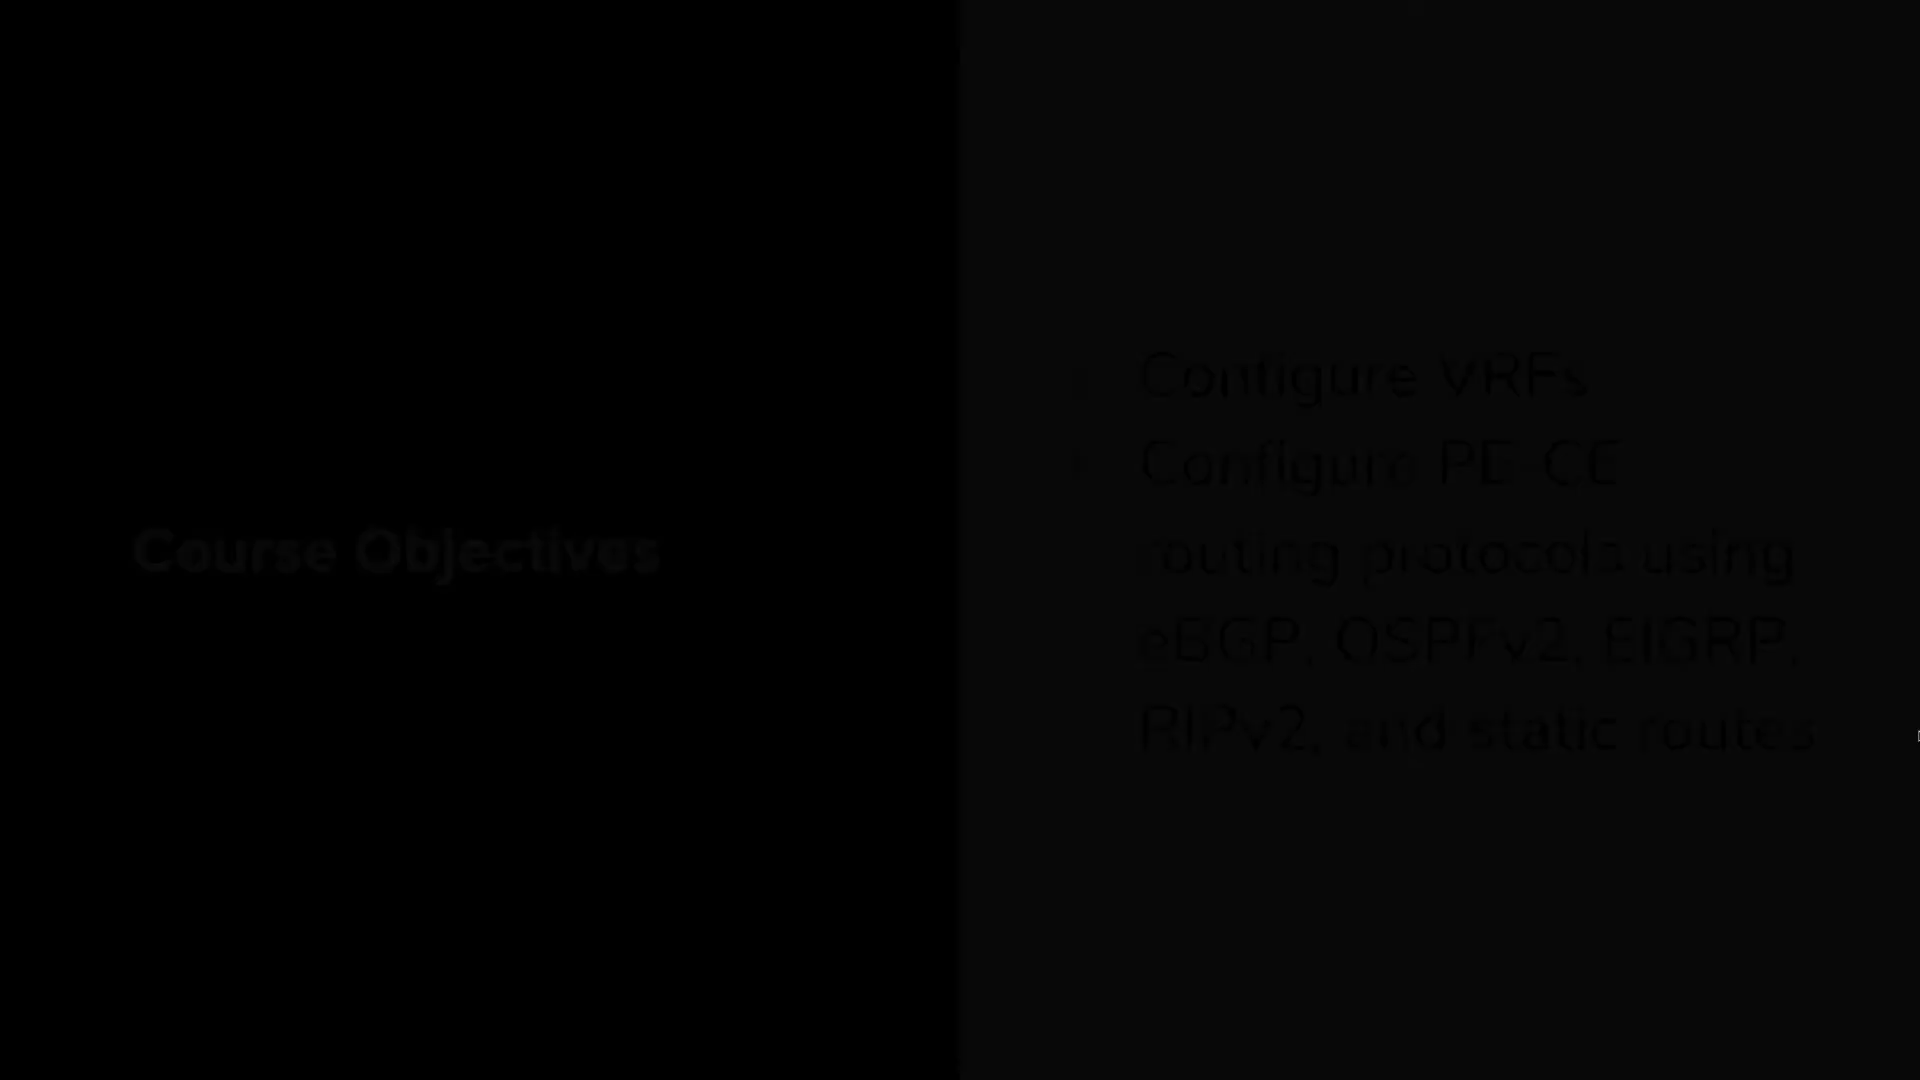 Course Objectives
Configure VRFs
Configure PE-CE
routing protocols using
eBGP, OSPFv2, EIGRP,
RIPv2, and static routes